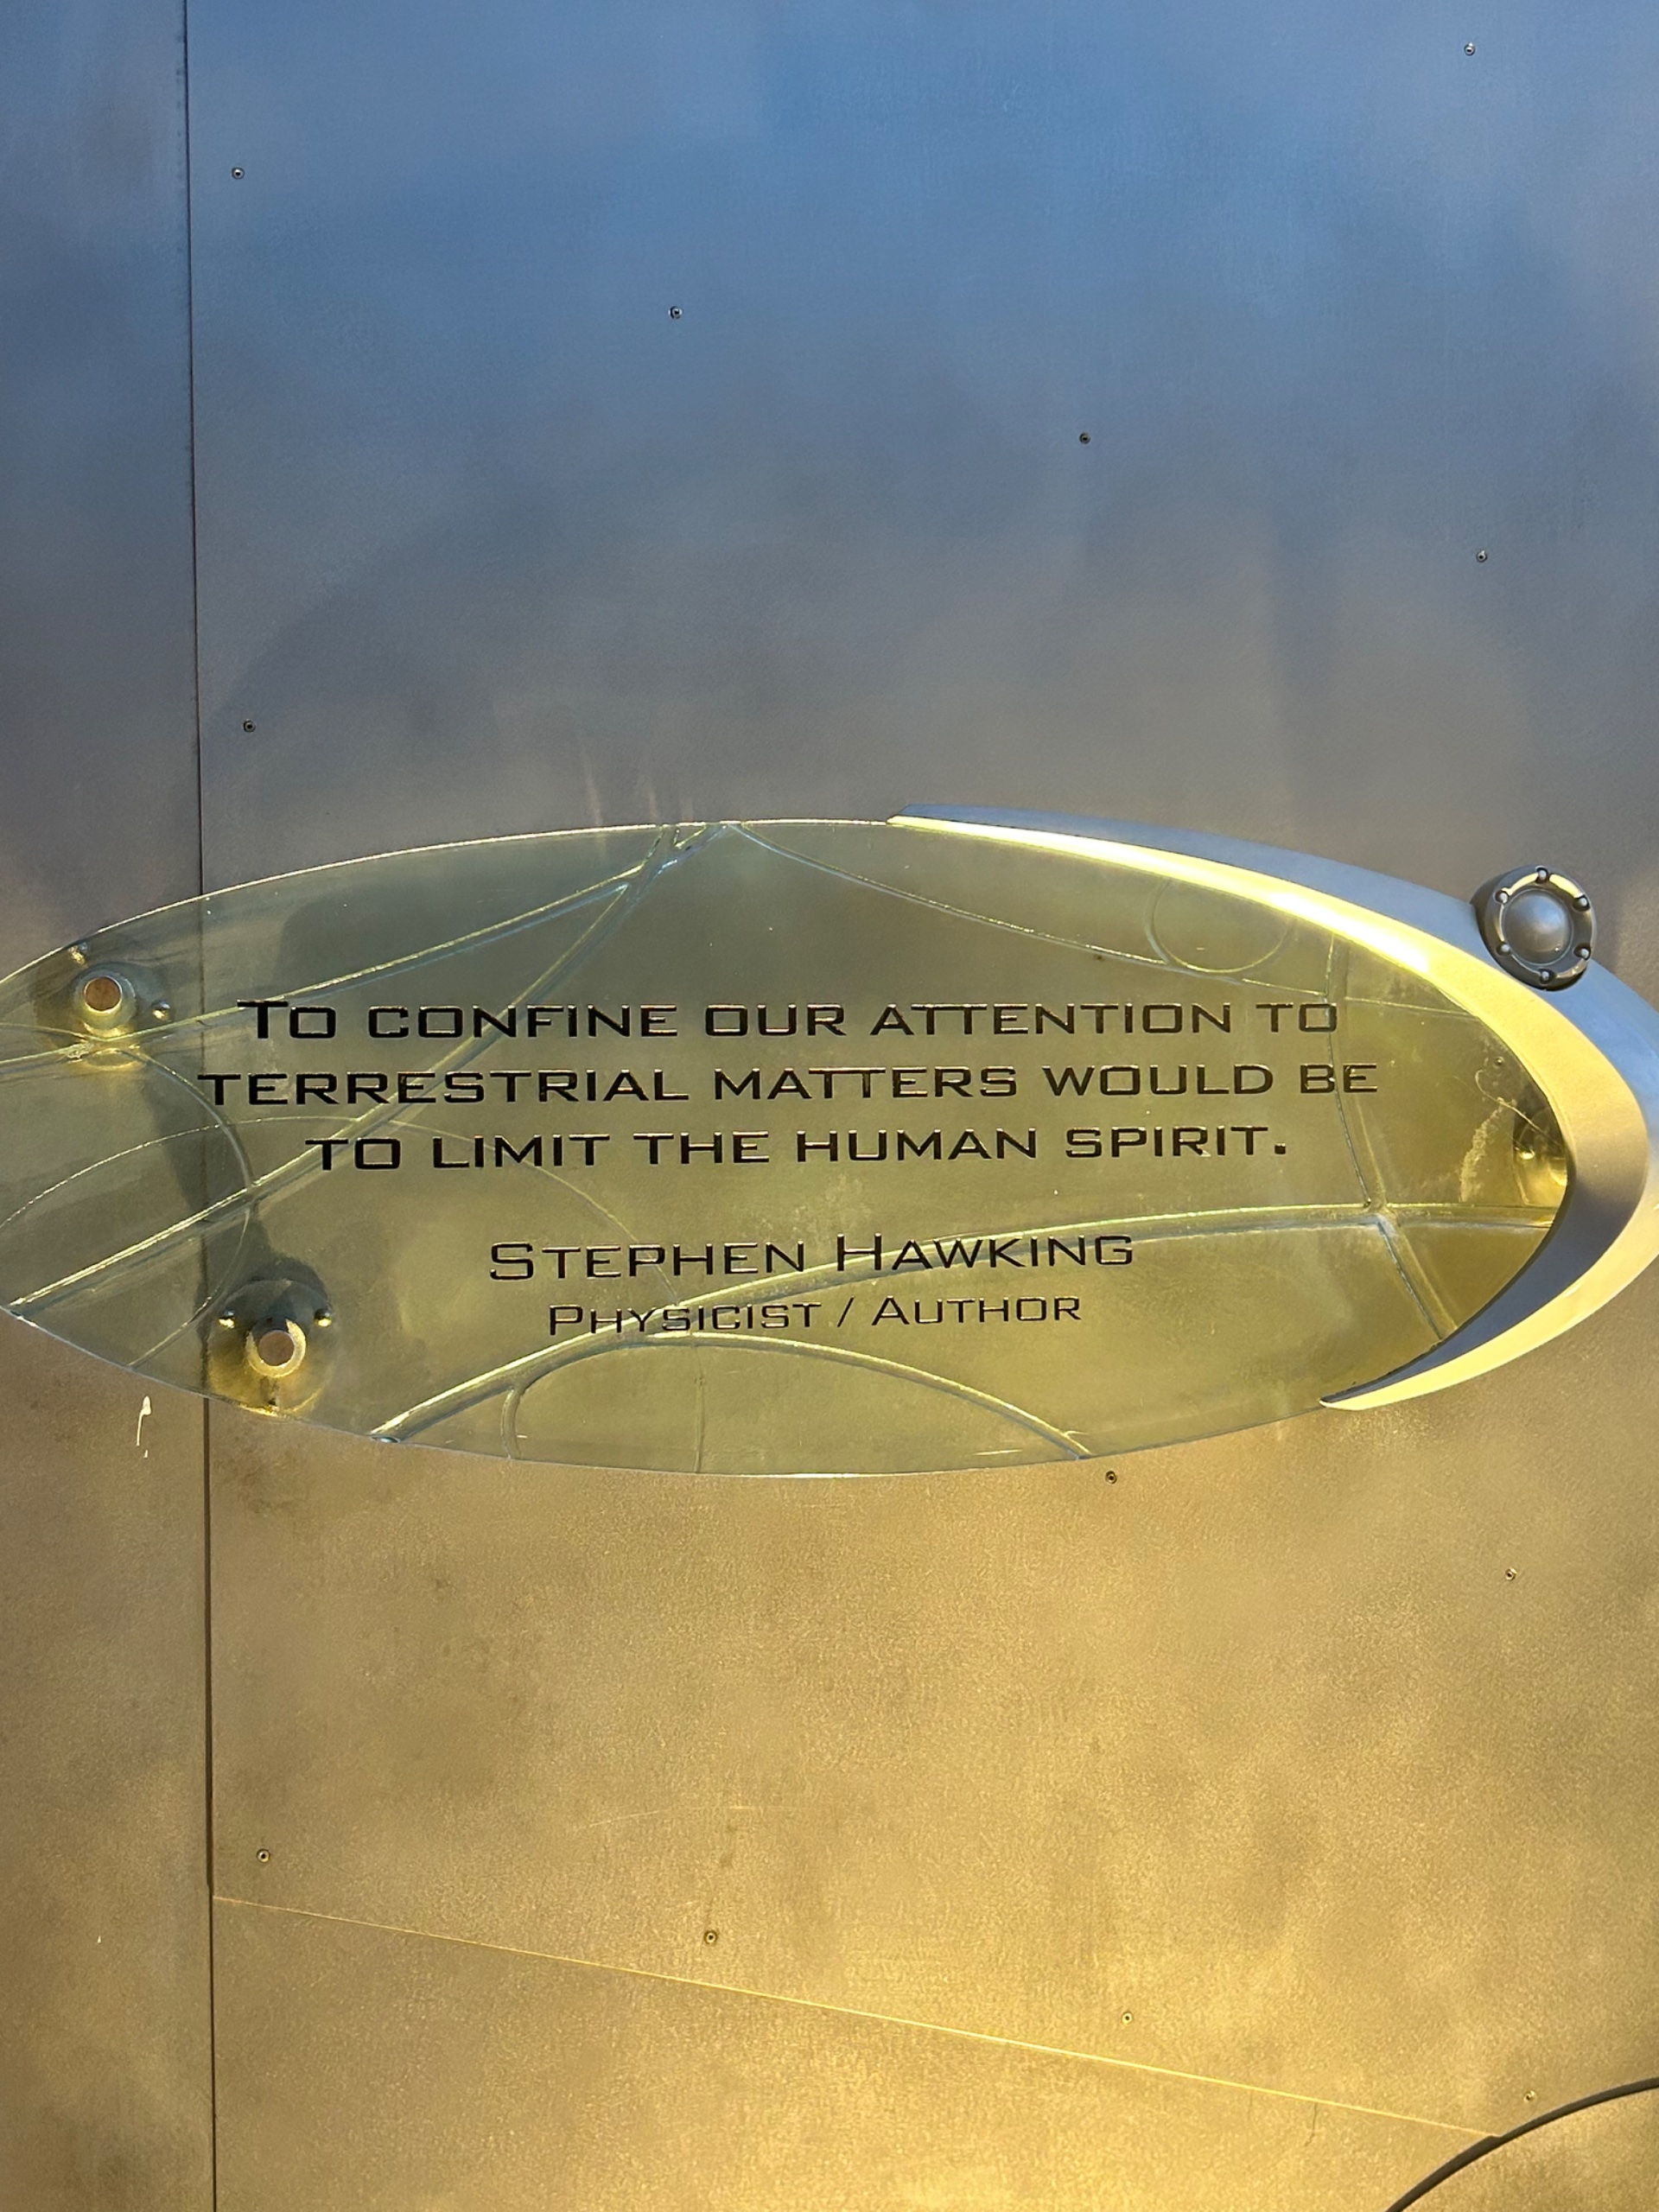 TO CONFINE OUR ATTENTION TO
TERRESTRIAL MATTERS WOULD BE
TO LIMIT THE HUMAN SPIRIT.
STEPHEN HAWKING
PHYSICIST / AUTHOR